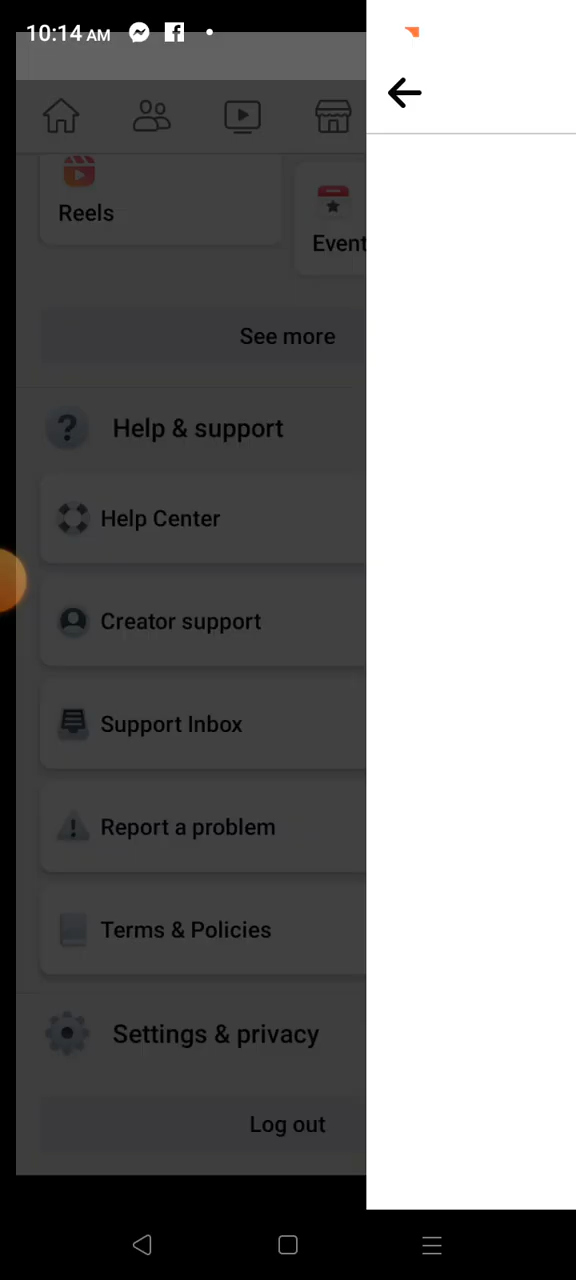 10:14 AM
Reels
Event
See more
Help & support
Help Center
Creator support
Support Inbox
Report a problem
Terms & Policies
Settings & privacy
Log out